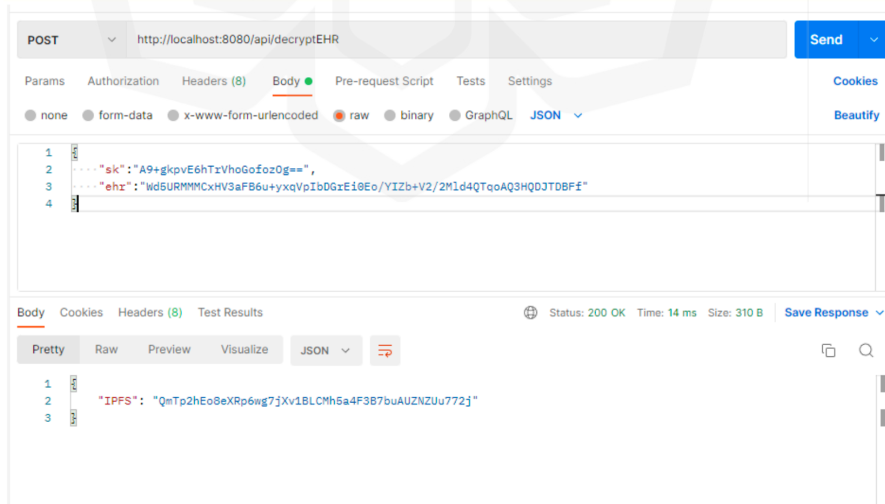 POST http://localhost:8080/api/decryptEHR Send
Params Authorization Headers (8) Body Pre-request Script Tests Settings Cookies
none form-data x-www-form-urlencoded raw binary GraphQL JSON Beautify
1 {
2 "sk":"A9+gkpvE6hTrVhoGofozOg==",
3 "ehr":"Wd5URMMMCxHV3aFB6u+yxqVpIbDGrEi0Eo/YIZb+V2/2Mld4QTqoAQ3HQDJTDBFf"
4 }
Body Cookies Headers (8) Test Results Status: 200 OK Time: 14 ms Size: 310 B Save Response
Pretty Raw Preview Visualize JSON
1 {
2 "IPFS": "QmTp2hEo8eXRp6wg7jXv1BLCMh5a4F3B7buAUZNZUu772j"
3 }